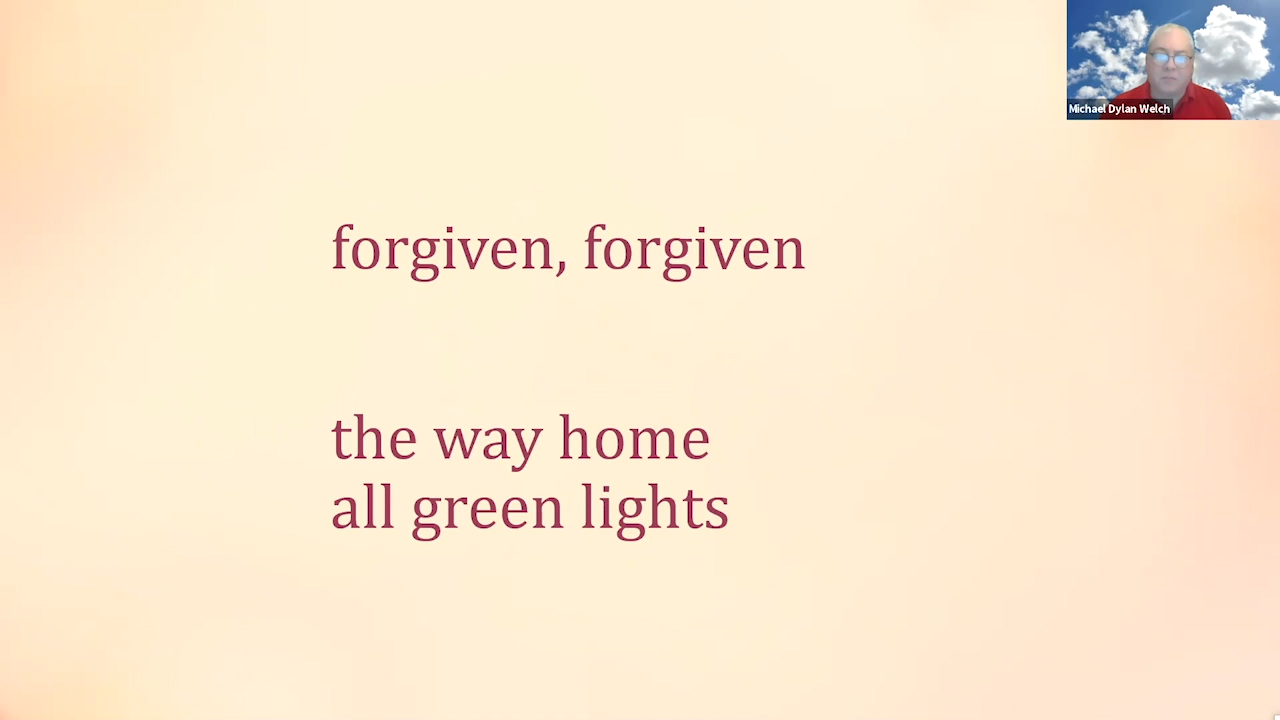 Michael Dylan Welch
forgiven, forgiven
the way home
all green lights